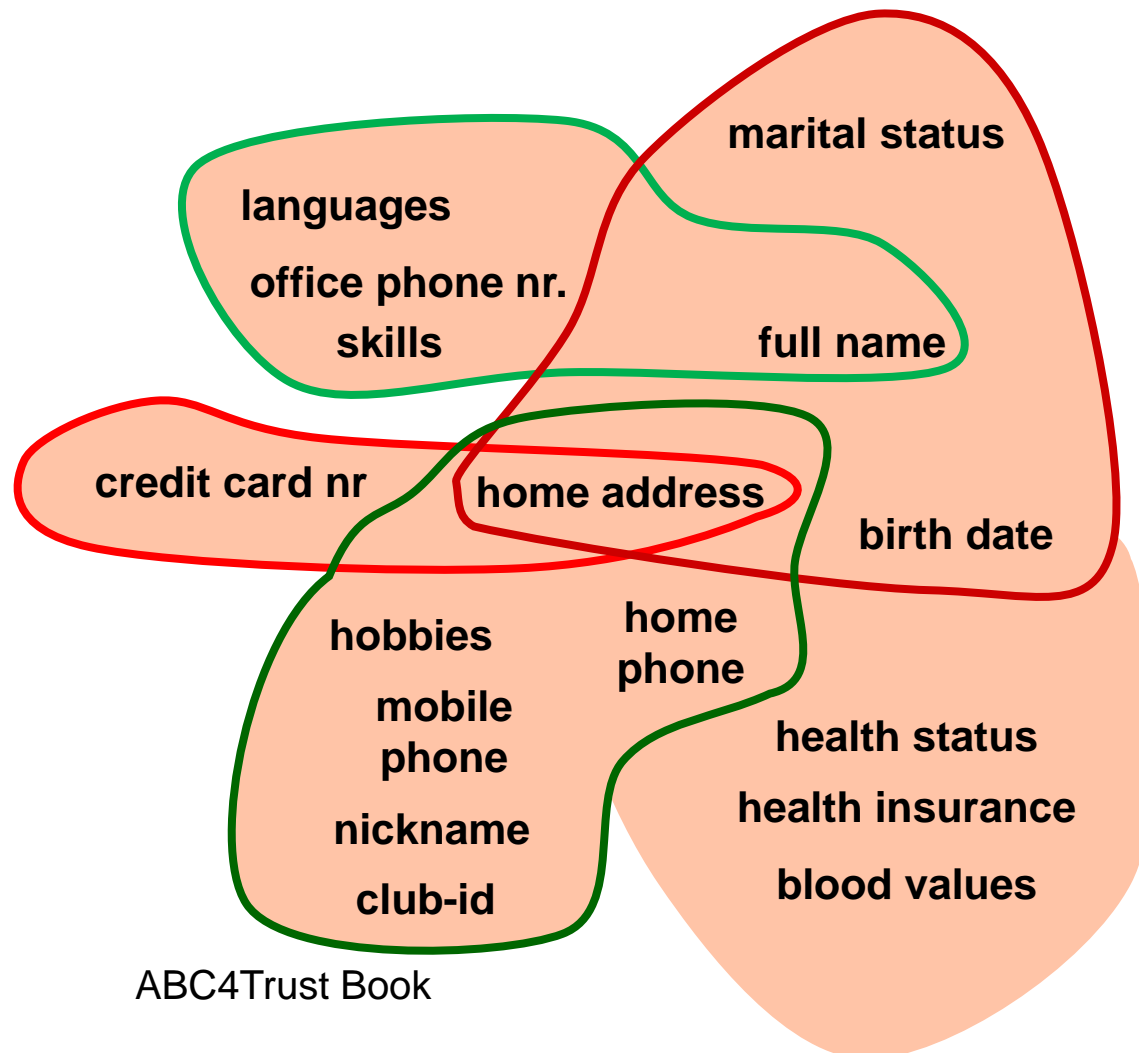 marital status
languages
office phone nr.
skills
full name
credit card nr
home address
birth date
hobbies
home
phone
mobile
phone
health status
health insurance
nickname
blood values
club-id
ABC4Trust Book